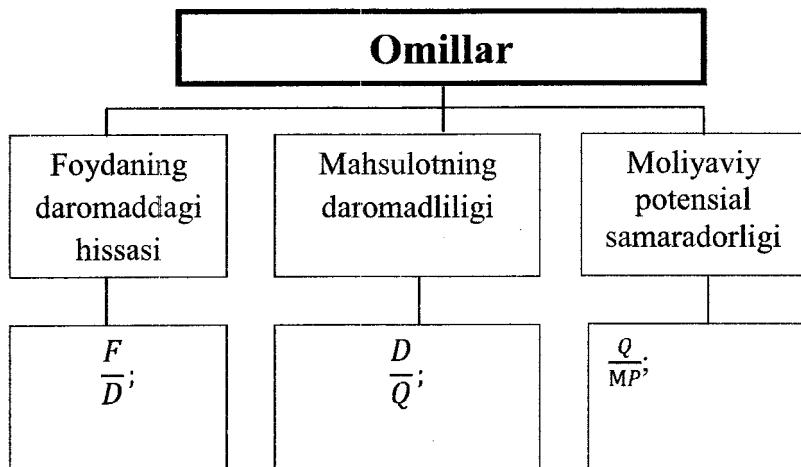 Omillar
Foydaning
daromaddagi
hissasi
Mahsulotning
daromadliligi
Moliyaviy
potensial
samaradorligi
F
D;
D
Q;
Q
MP;